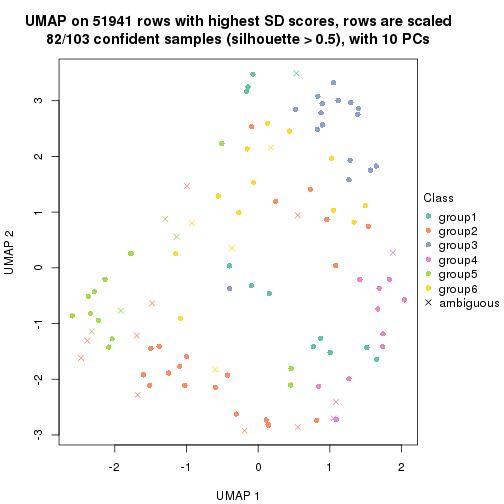 UMAP on 51941 rows with highest SD scores, rows are scaled
82/103 confident samples (silhouette > 0.5), with 10 PCs
3
2
1
0
-1
-2
-3
UMAP 2
-2
-1
0
1
2
UMAP 1
Class
group1
group2
group3
group4
group5
group6
ambiguous